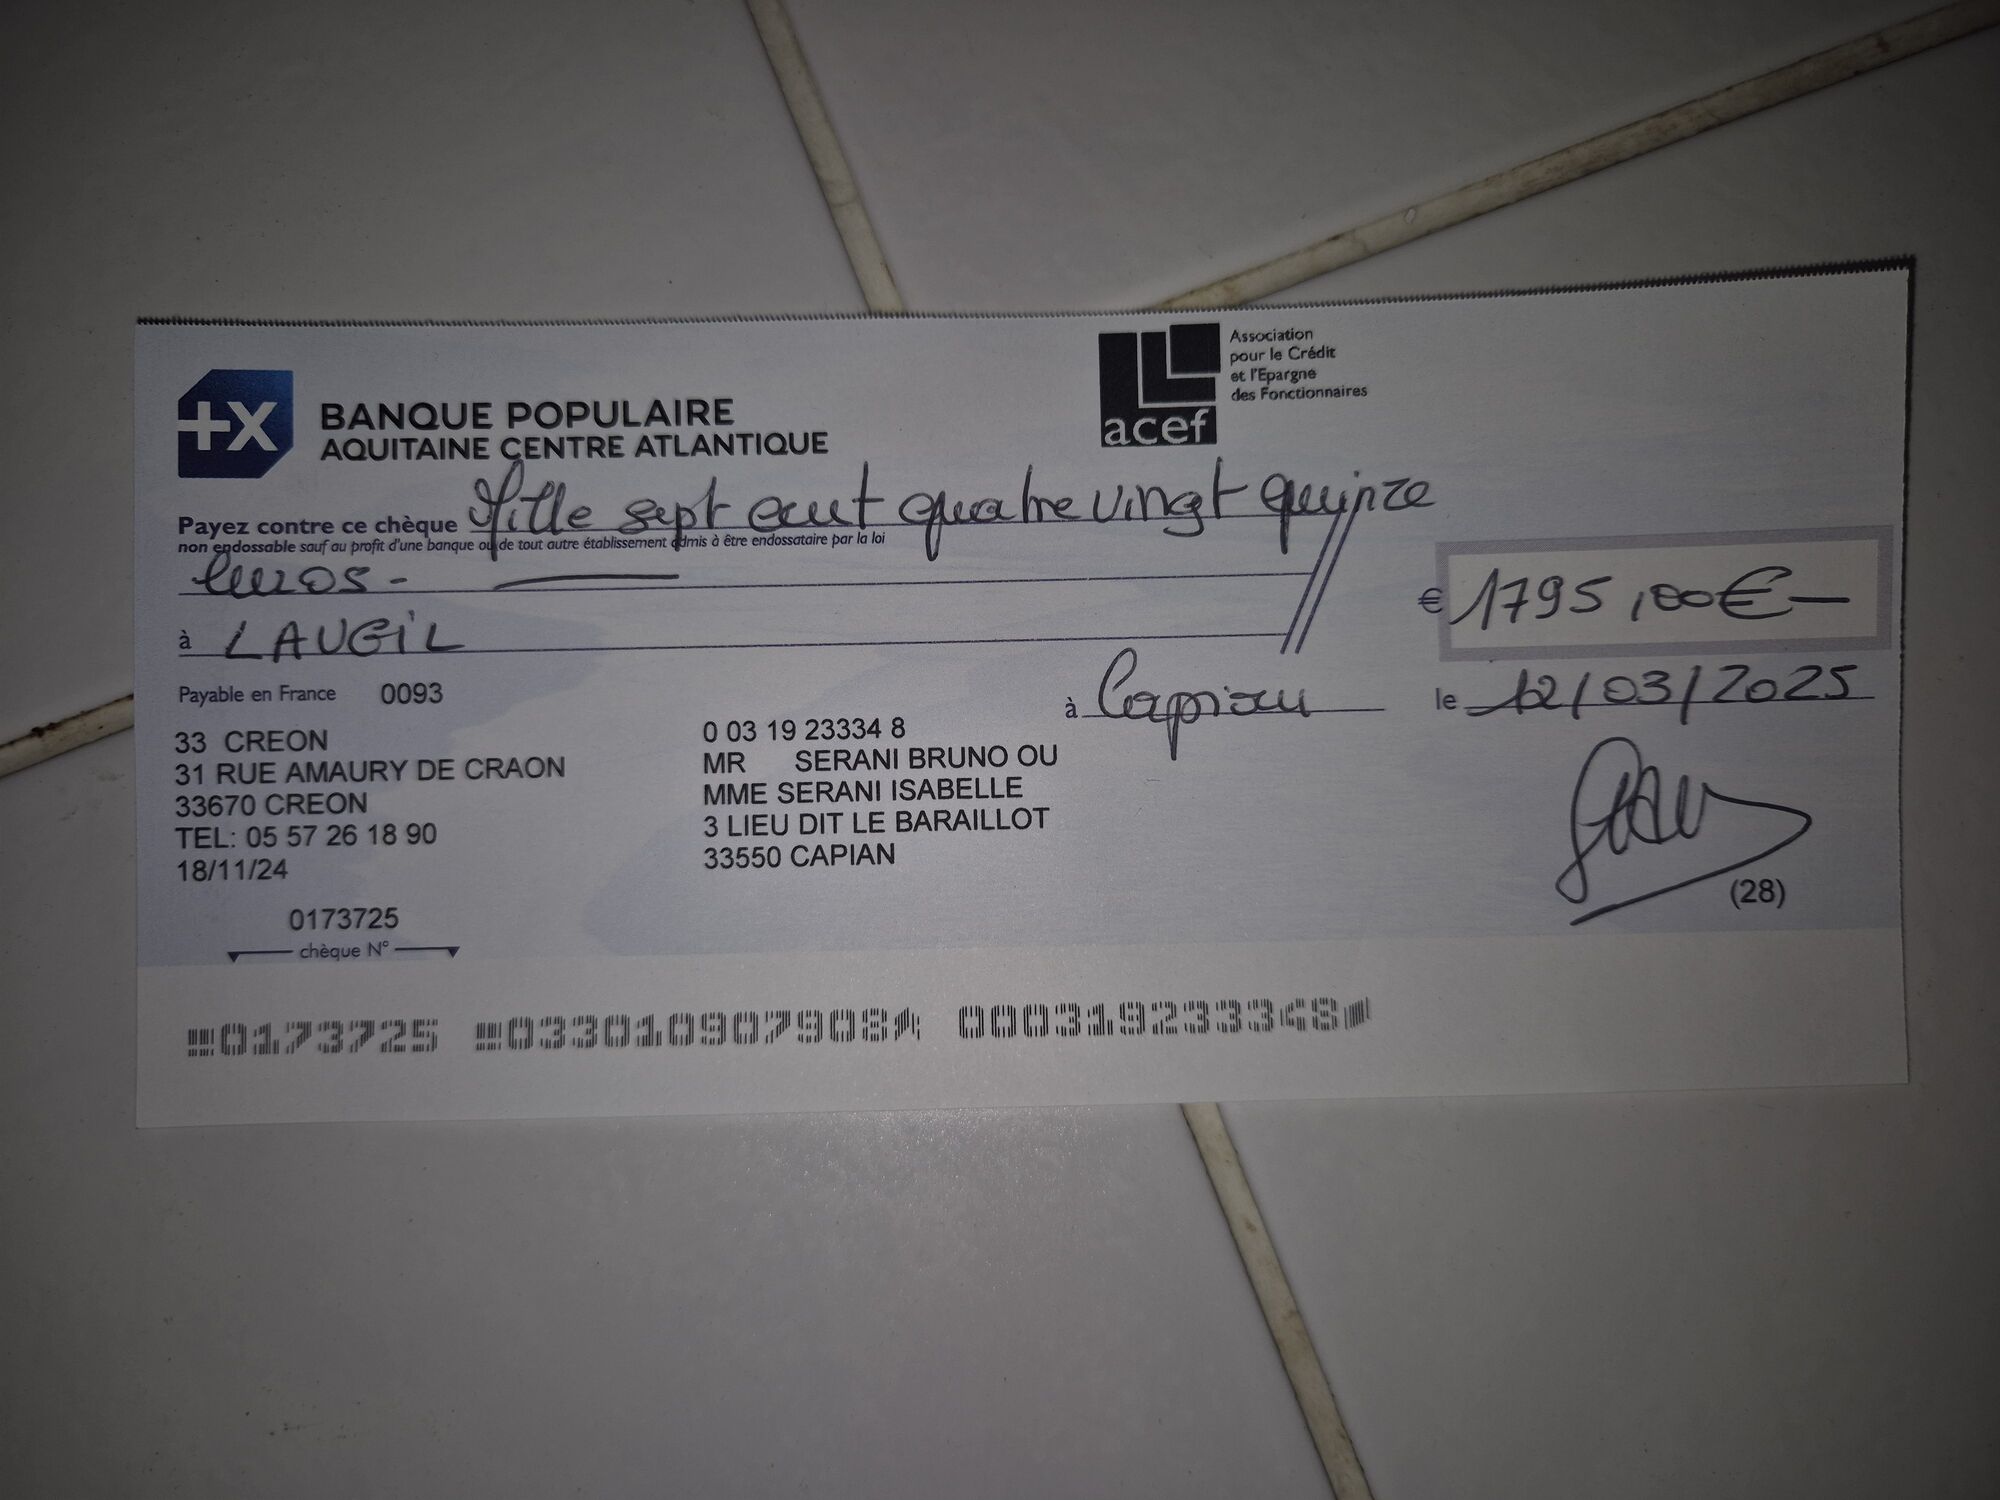 +X
BANQUE POPULAIRE
AQUITAINE CENTRE ATLANTIQUE
acef
Association
pour le Crédit
et l'Epargne
des Fonctionnaires
Payez contre ce chèque Mille sept cent quatre vingt quinze
non endossable sauf au profit d'une banque ou de tout autre établissement admis à être endossataire par la loi
euros -
€ 1795,00€ —
à LAUGIL
Payable en France 0093
à Capian le 12/03/2025
33 CREON
31 RUE AMAURY DE CRAON
33670 CREON
TEL: 05 57 26 18 90
18/11/24
0 03 19 23334 8
MR SERANI BRUNO OU
MME SERANI ISABELLE
3 LIEU DIT LE BARAILLOT
33550 CAPIAN
(28)
0173725
chèque N°
0173725 033010907908 000319233348